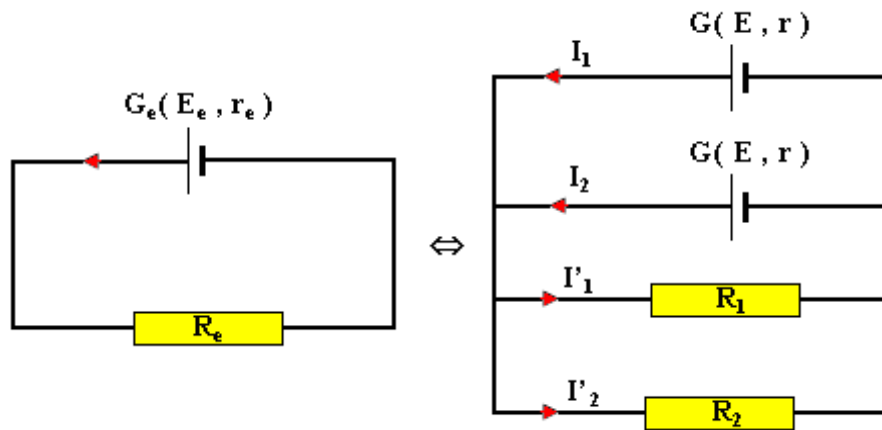 G( E , r )
I₁
Gₑ( Eₑ , rₑ )
G( E , r )
I₂
⇔
I'₁
R₁
Rₑ
I'₂
R₂